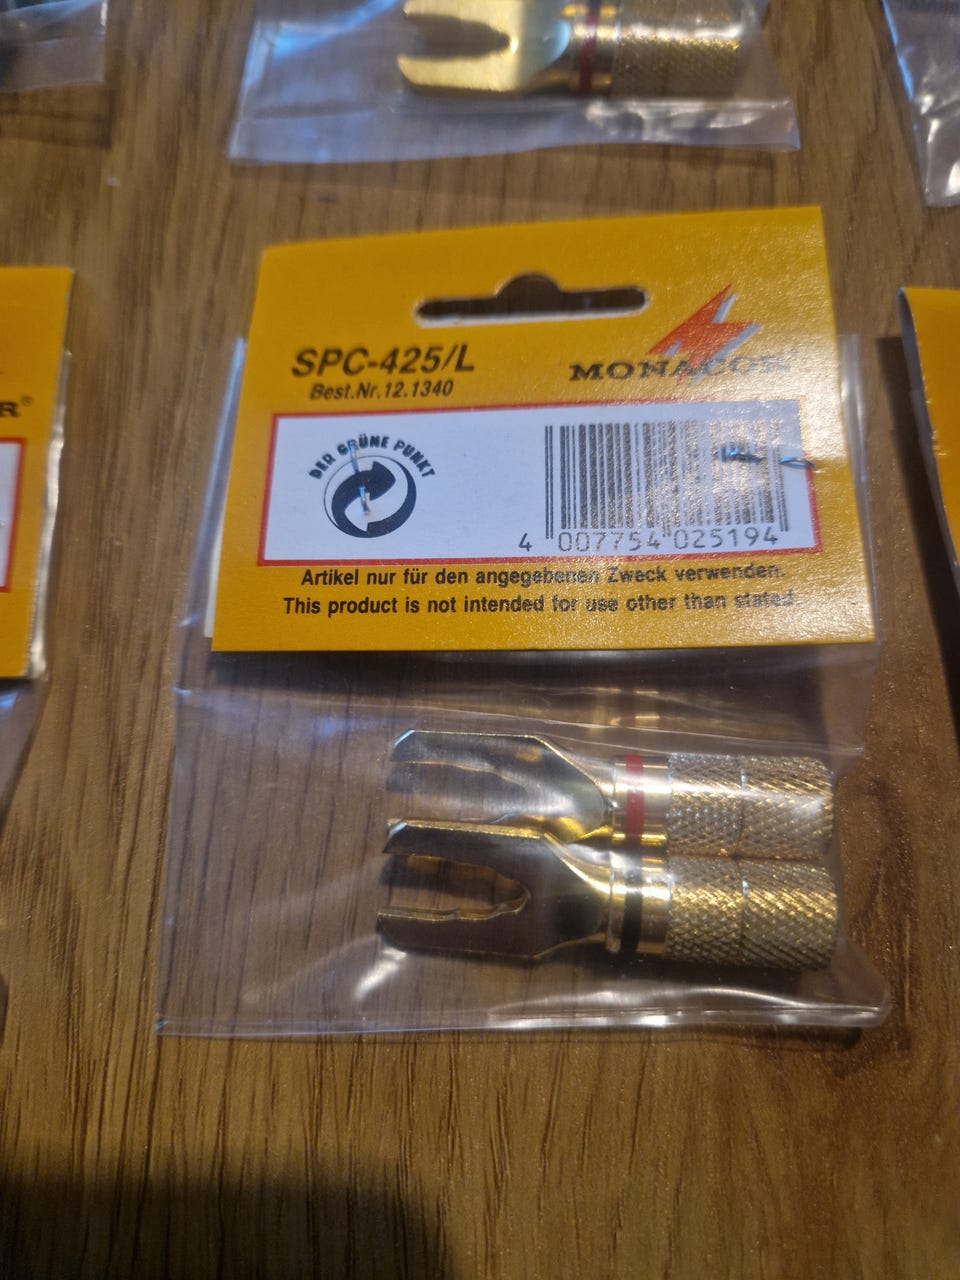 SPC-425/L
Best.Nr.12.1340
MONACOR®
DER GRÜNE PUNKT
4 007754 025194
Artikel nur für den angegebenen Zweck verwenden.
This product is not intended for use other than stated.
R®